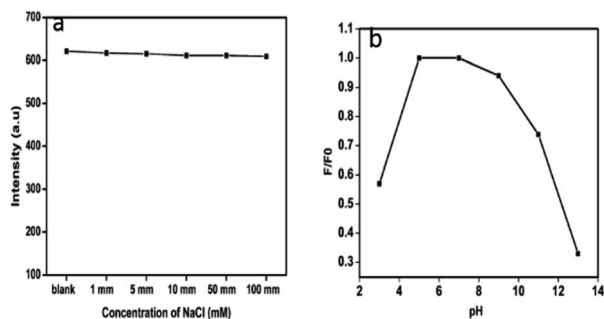 a
700
600
500
400
300
200
100
Intensity (a.u)
blank 1 mm 5 mm 10 mm 50 mm 100 mm
Concentration of NaCl (mM)
b
1.1
1.0
0.9
0.8
0.7
0.6
0.5
0.4
0.3
F/F0
2 4 6 8 10 12 14
pH